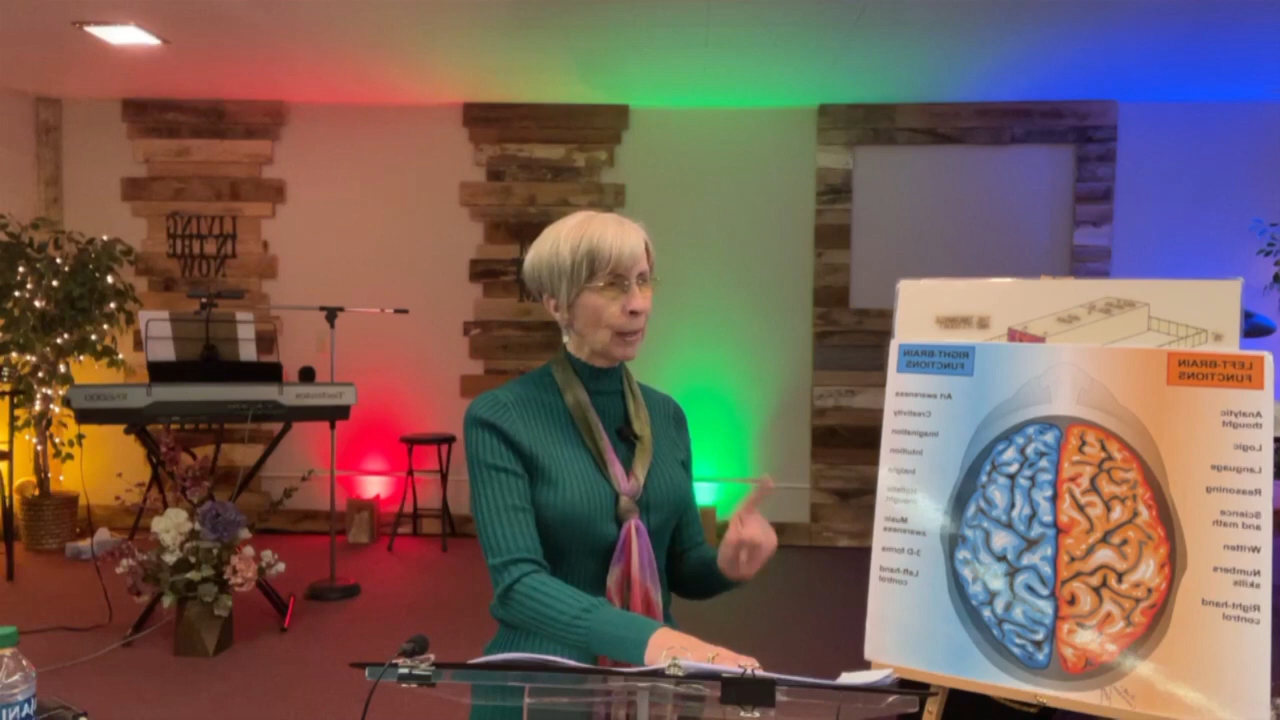 LIVING
IN THE
NOW
Technics
RIGHT-BRAIN
FUNCTIONS
Art awareness
Creativity
Imagination
Intuition
Insight
Holistic
thought
Music
awareness
3-D forms
Left-hand
control
LEFT-BRAIN
FUNCTIONS
Analytic
thought
Logic
Language
Reasoning
Science
and math
Written
Numbers
skills
Right-hand
control